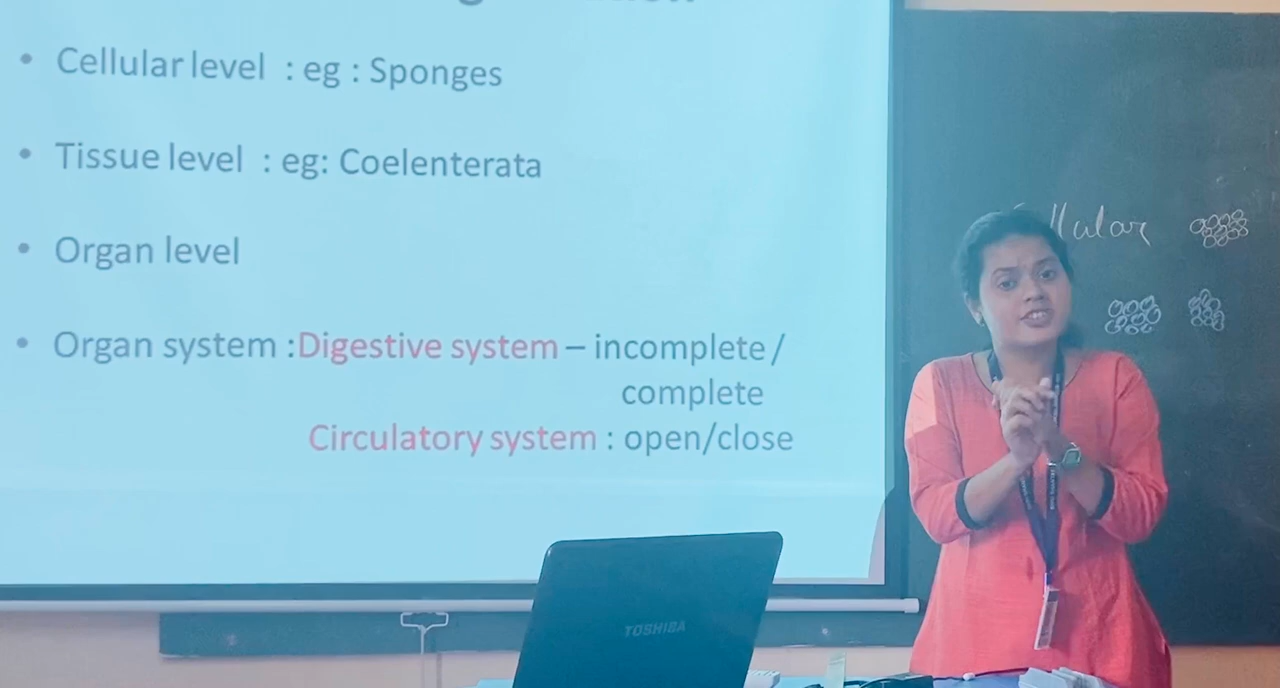 • Cellular level : eg : Sponges
• Tissue level : eg: Coelenterata
• Organ level
• Organ system :Digestive system – incomplete/
complete
Circulatory system : open/close
TOSHIBA